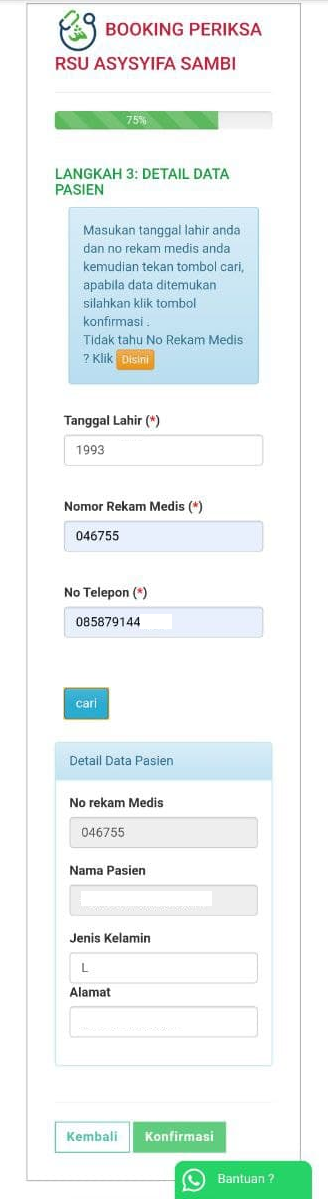 BOOKING PERIKSA
RSU ASYSYIFA SAMBI
75%
LANGKAH 3: DETAIL DATA
PASIEN
Masukan tanggal lahir anda
dan no rekam medis anda
kemudian tekan tombol cari,
apabila data ditemukan
silahkan klik tombol
konfirmasi .
Tidak tahu No Rekam Medis
? Klik Disini
Tanggal Lahir (*)
1993
Nomor Rekam Medis (*)
046755
No Telepon (*)
085879144
cari
Detail Data Pasien
No rekam Medis
046755
Nama Pasien
Jenis Kelamin
L
Alamat
Kembali Konfirmasi
Bantuan ?